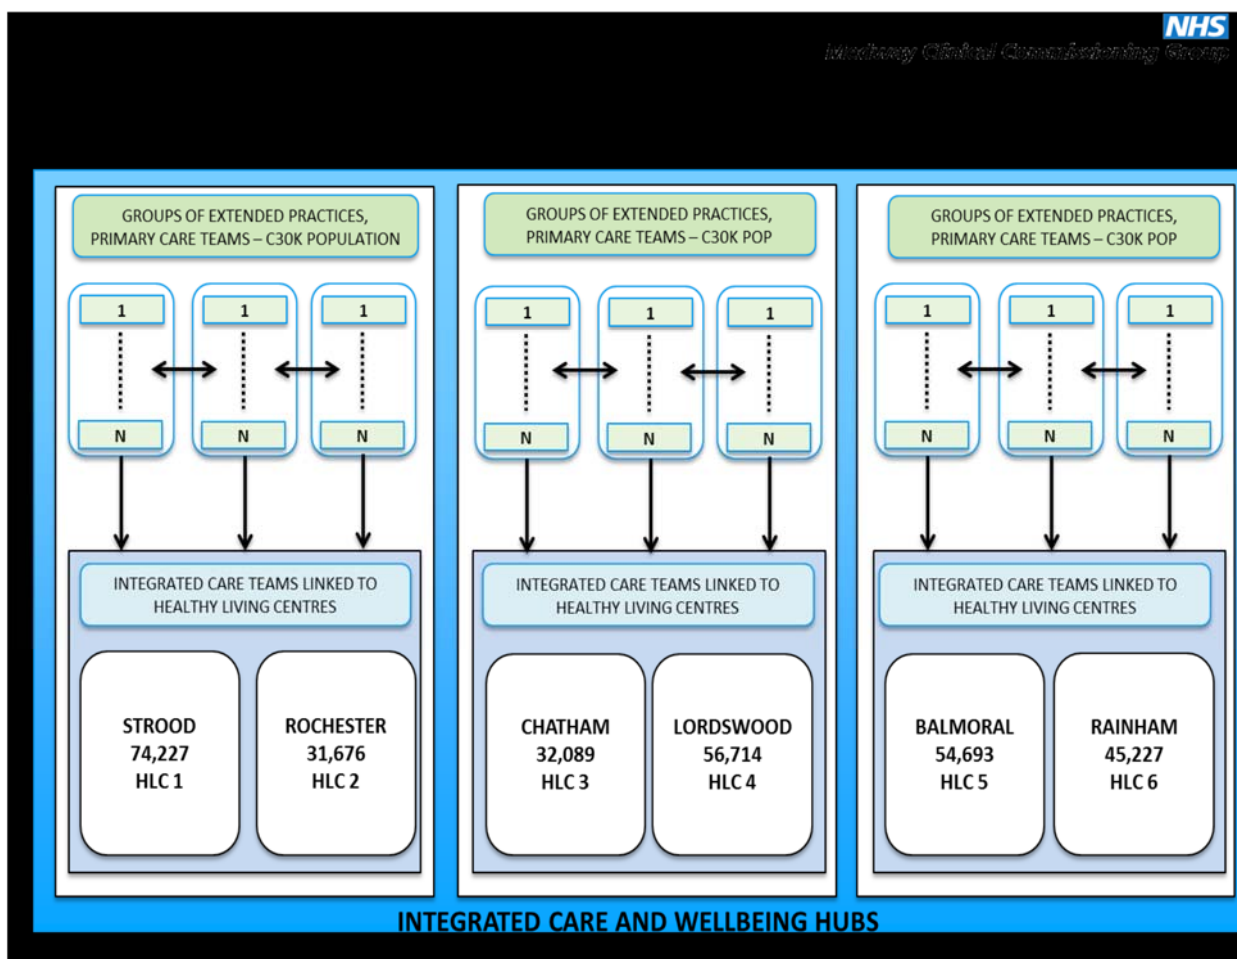 NHS
Medway Clinical Commissioning Group
GROUPS OF EXTENDED PRACTICES,
PRIMARY CARE TEAMS – C30K POPULATION
GROUPS OF EXTENDED PRACTICES,
PRIMARY CARE TEAMS – C30K POP
GROUPS OF EXTENDED PRACTICES,
PRIMARY CARE TEAMS – C30K POP
1 1 1
1 1 1
1 1 1
N N N
N N N
N N N
INTEGRATED CARE TEAMS LINKED TO
HEALTHY LIVING CENTRES
INTEGRATED CARE TEAMS LINKED TO
HEALTHY LIVING CENTRES
INTEGRATED CARE TEAMS LINKED TO
HEALTHY LIVING CENTRES
STROOD
74,227
HLC 1
ROCHESTER
31,676
HLC 2
CHATHAM
32,089
HLC 3
LORDSWOOD
56,714
HLC 4
BALMORAL
54,693
HLC 5
RAINHAM
45,227
HLC 6
INTEGRATED CARE AND WELLBEING HUBS